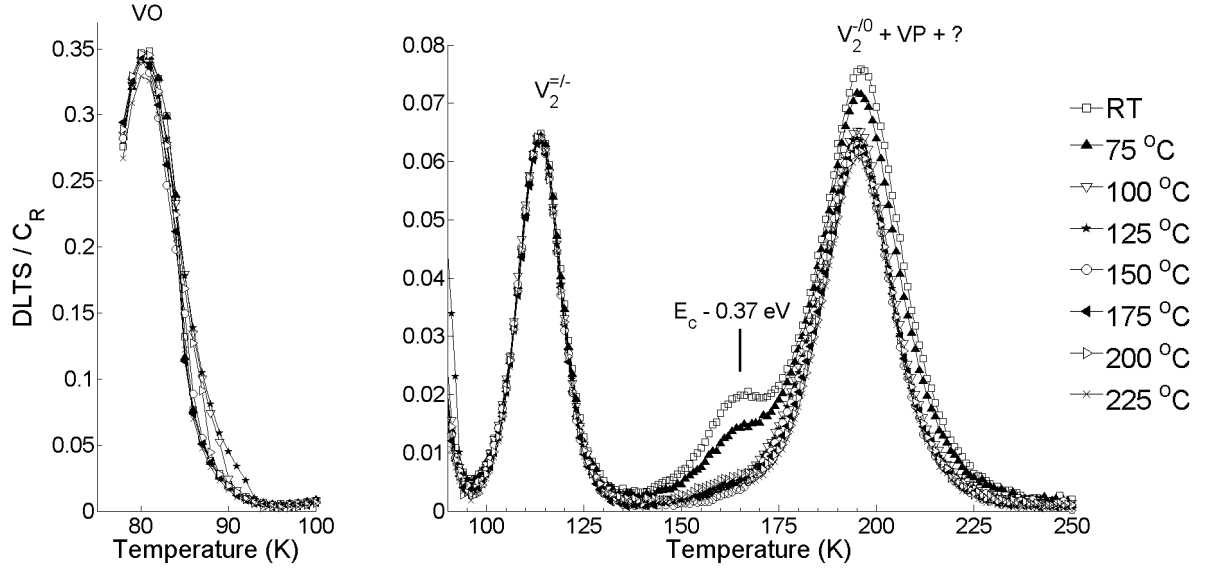 VO
V₂⁼/⁻
V₂⁻/⁰ + VP + ?
E_c - 0.37 eV
DLTS / C_R
0.35
0.3
0.25
0.2
0.15
0.1
0.05
0
80 90 100
Temperature (K)
0.08
0.07
0.06
0.05
0.04
0.03
0.02
0.01
0
100 125 150 175 200 225 250
Temperature (K)
RT
75 °C
100 °C
125 °C
150 °C
175 °C
200 °C
225 °C